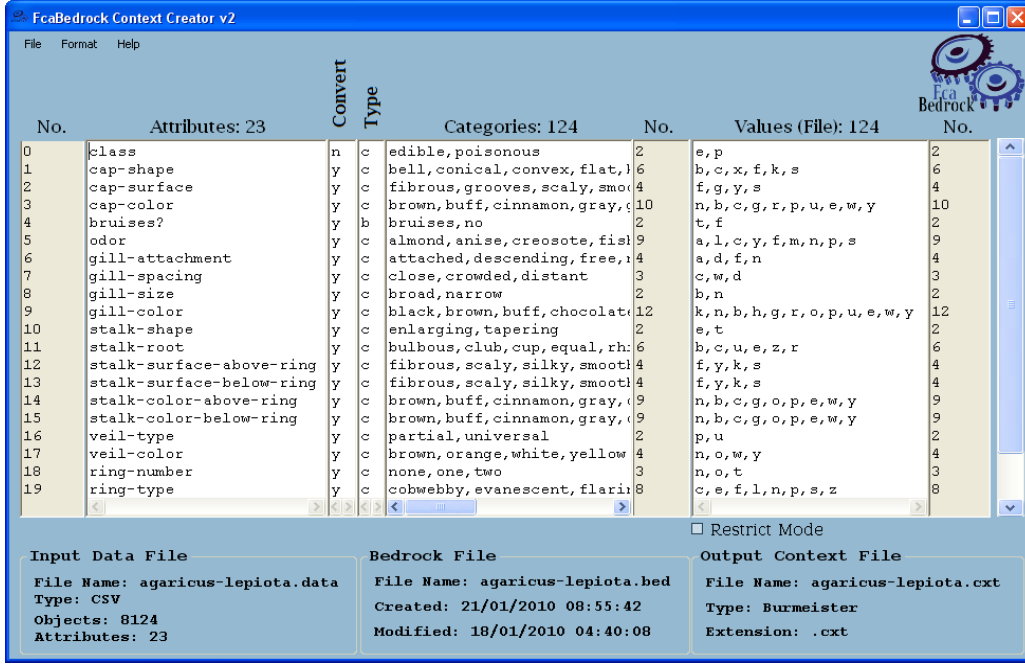 FcaBedrock Context Creator v2
File Format Help
Fca
Bedrock
No. Attributes: 23 Convert Type Categories: 124 No. Values (File): 124 No.
0 class n c edible,poisonous 2 e,p 2
1 cap-shape y c bell,conical,convex,flat, 6 b,c,x,f,k,s 6
2 cap-surface y c fibrous,grooves,scaly,smo 4 f,g,y,s 4
3 cap-color y c brown,buff,cinnamon,gray, 10 n,b,c,g,r,p,u,e,w,y 10
4 bruises? y b bruises,no 2 t,f 2
5 odor y c almond,anise,creosote,fis 9 a,l,c,y,f,m,n,p,s 9
6 gill-attachment y c attached,descending,free, 4 a,d,f,n 4
7 gill-spacing y c close,crowded,distant 3 c,w,d 3
8 gill-size y c broad,narrow 2 b,n 2
9 gill-color y c black,brown,buff,chocolat 12 k,n,b,h,g,r,o,p,u,e,w,y 12
10 stalk-shape y c enlarging,tapering 2 e,t 2
11 stalk-root y c bulbous,club,cup,equal,rh 6 b,c,u,e,z,r 6
12 stalk-surface-above-ring y c fibrous,scaly,silky,smoot 4 f,y,k,s 4
13 stalk-surface-below-ring y c fibrous,scaly,silky,smoot 4 f,y,k,s 4
14 stalk-color-above-ring y c brown,buff,cinnamon,gray, 9 n,b,c,g,o,p,e,w,y 9
15 stalk-color-below-ring y c brown,buff,cinnamon,gray, 9 n,b,c,g,o,p,e,w,y 9
16 veil-type y c partial,universal 2 p,u 2
17 veil-color y c brown,orange,white,yellow 4 n,o,w,y 4
18 ring-number y c none,one,two 3 n,o,t 3
19 ring-type y c cobwebby,evanescent,flari 8 c,e,f,l,n,p,s,z 8
Restrict Mode
Input Data File
File Name: agaricus-lepiota.data
Type: CSV
Objects: 8124
Attributes: 23
Bedrock File
File Name: agaricus-lepiota.bed
Created: 21/01/2010 08:55:42
Modified: 18/01/2010 04:40:08
Output Context File
File Name: agaricus-lepiota.cxt
Type: Burmeister
Extension: .cxt